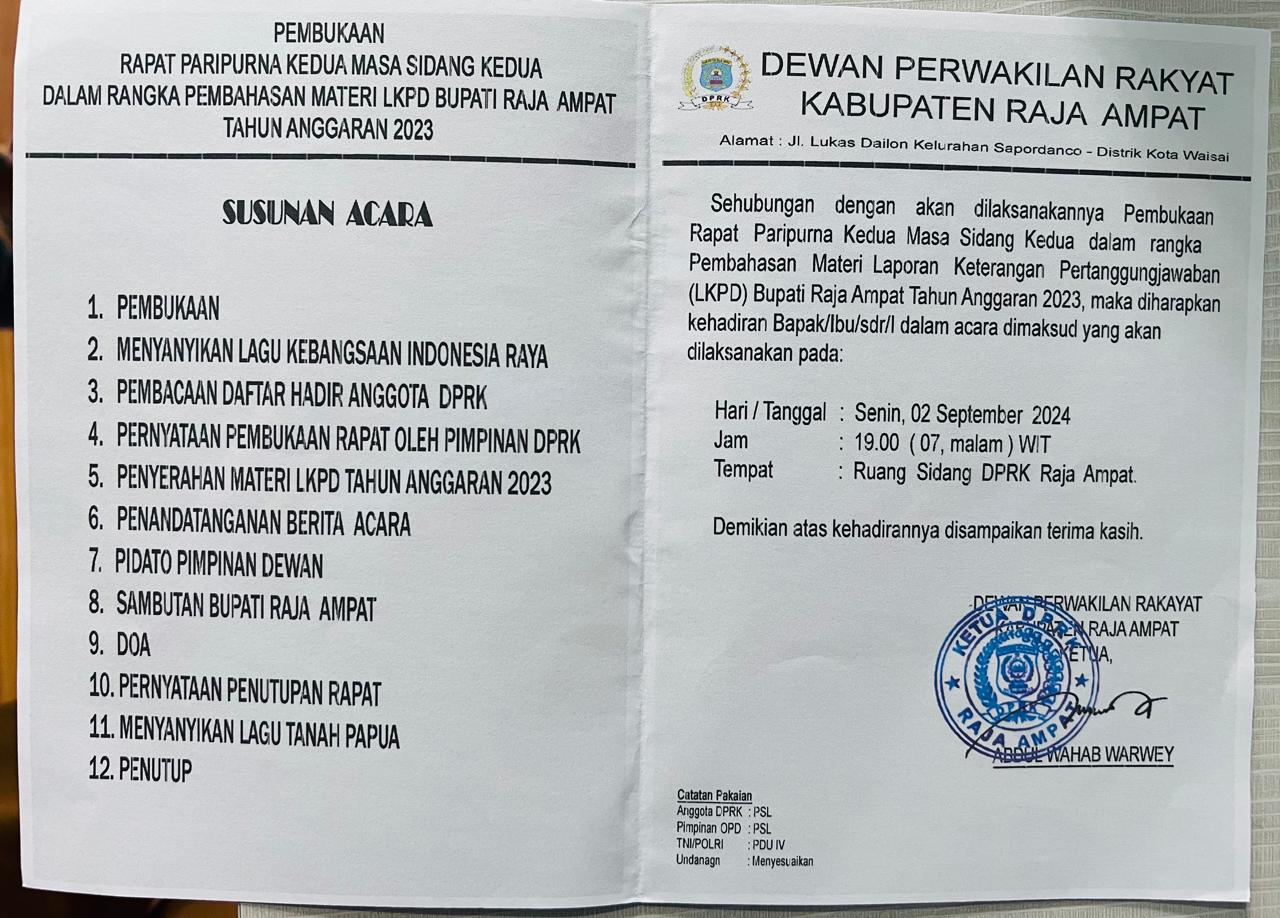 PEMBUKAAN
RAPAT PARIPURNA KEDUA MASA SIDANG KEDUA
DALAM RANGKA PEMBAHASAN MATERI LKPD BUPATI RAJA AMPAT
TAHUN ANGGARAN 2023
SUSUNAN ACARA
1. PEMBUKAAN
2. MENYANYIKAN LAGU KEBANGSAAN INDONESIA RAYA
3. PEMBACAAN DAFTAR HADIR ANGGOTA DPRK
4. PERNYATAAN PEMBUKAAN RAPAT OLEH PIMPINAN DPRK
5. PENYERAHAN MATERI LKPD TAHUN ANGGARAN 2023
6. PENANDATANGANAN BERITA ACARA
7. PIDATO PIMPINAN DEWAN
8. SAMBUTAN BUPATI RAJA AMPAT
9. DOA
10. PERNYATAAN PENUTUPAN RAPAT
11. MENYANYIKAN LAGU TANAH PAPUA
12. PENUTUP
DPRK
DEWAN PERWAKILAN RAKYAT
KABUPATEN RAJA AMPAT
Alamat : Jl. Lukas Dailon Kelurahan Sapordanco - Distrik Kota Waisai
Sehubungan dengan akan dilaksanakannya Pembukaan
Rapat Paripurna Kedua Masa Sidang Kedua dalam rangka
Pembahasan Materi Laporan Keterangan Pertanggungjawaban
(LKPD) Bupati Raja Ampat Tahun Anggaran 2023, maka diharapkan
kehadiran Bapak/Ibu/sdr/I dalam acara dimaksud yang akan
dilaksanakan pada:
Hari / Tanggal : Senin, 02 September 2024
Jam : 19.00 ( 07, malam ) WIT
Tempat : Ruang Sidang DPRK Raja Ampat.
Demikian atas kehadirannya disampaikan terima kasih.
DEWAN PERWAKILAN RAKAYAT
KABUPATEN RAJA AMPAT
KETUA,
KETUA DPRK
DPRK
RAJA AMPAT
ABDUL WAHAB WARWEY
Catatan Pakaian
Anggota DPRK : PSL
Pimpinan OPD : PSL
TNI/POLRI : PDU IV
Undanagn : Menyesuaikan